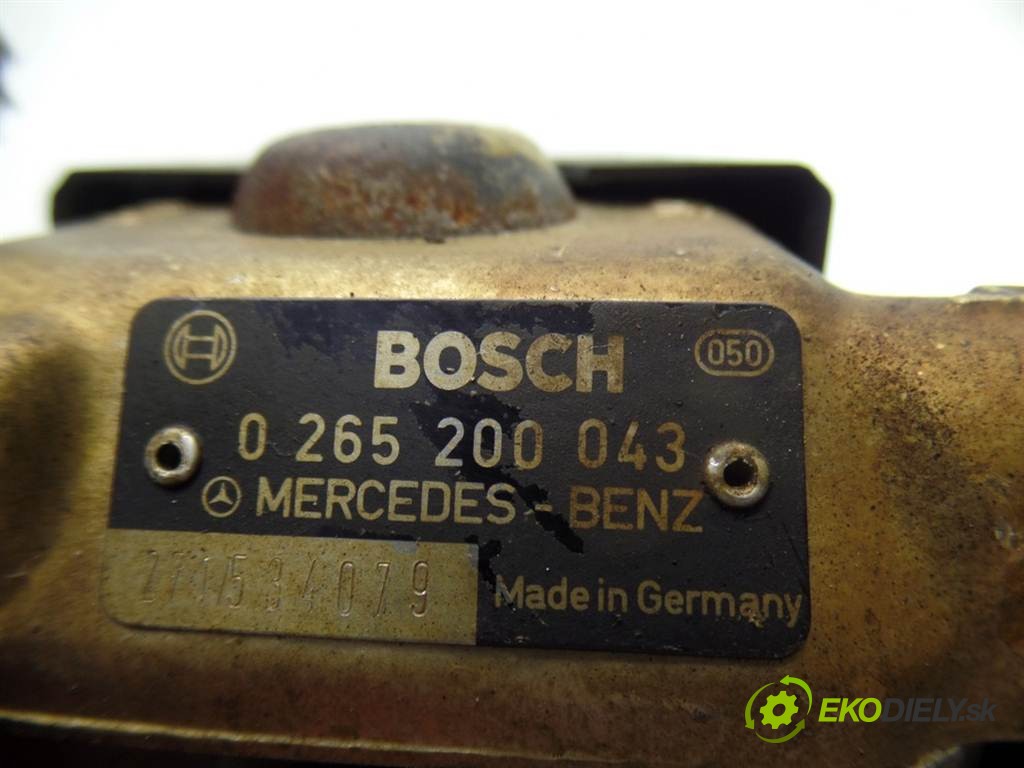 BOSCH
050
0 265 200 043
MERCEDES-BENZ
Made in Germany
EKODIELY.sk